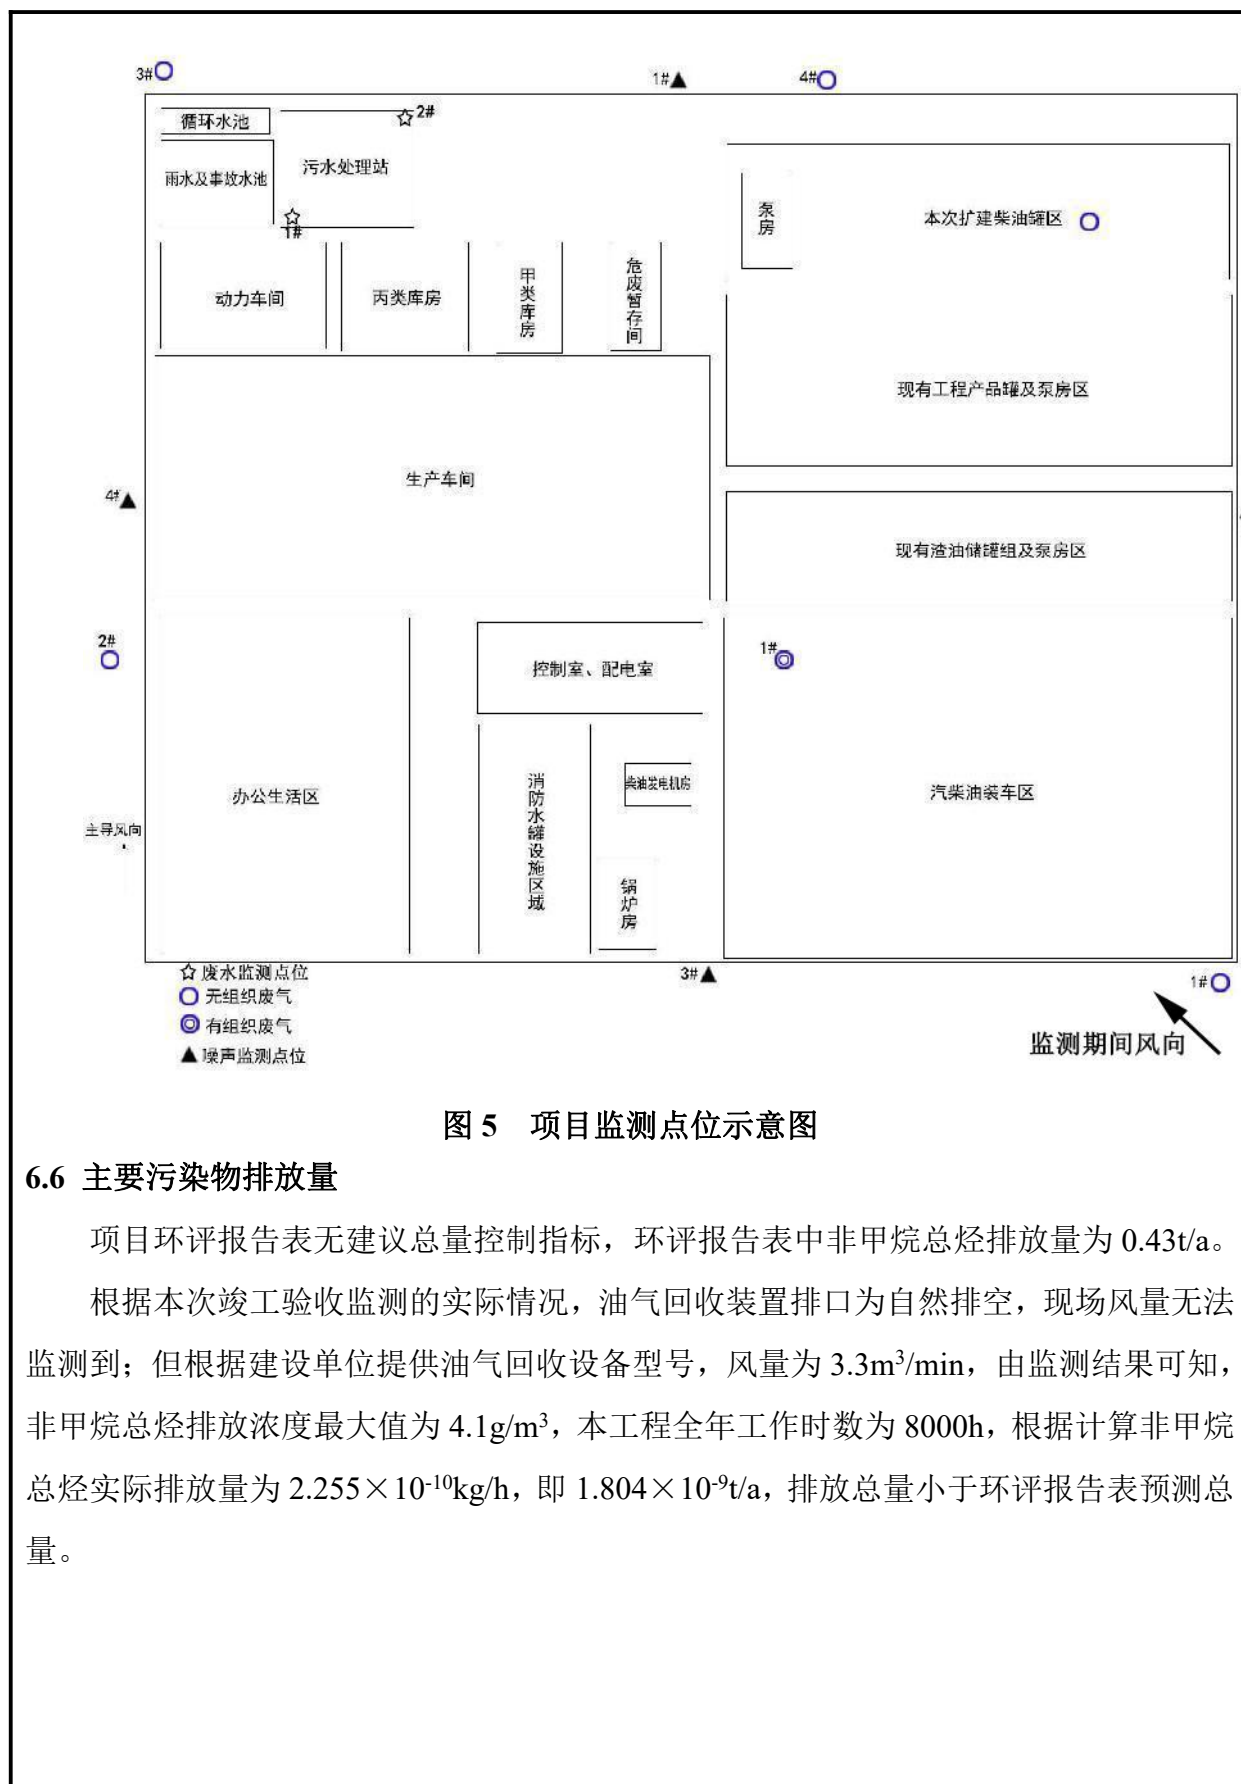 3#
1#
4#
循环水池
2#
雨水及事故水池
污水处理站
1#
泵房
本次扩建柴油罐区
动力车间
丙类库房
甲类库房
危废暂存间
现有工程产品罐及泵房区
生产车间
4#
现有渣油储罐组及泵房区
2#
控制室、配电室
1#
办公生活区
消防水罐设施区域
柴油发电机房
汽柴油装车区
主导风向
锅炉房
废水监测点位
3#
1#
无组织废气
有组织废气
噪声监测点位
监测期间风向
图 5 项目监测点位示意图
6.6 主要污染物排放量
项目环评报告表无建议总量控制指标，环评报告表中非甲烷总烃排放量为 0.43t/a。
根据本次竣工验收监测的实际情况，油气回收装置排口为自然排空，现场风量无法
监测到；但根据建设单位提供油气回收设备型号，风量为 3.3m³/min，由监测结果可知，
非甲烷总烃排放浓度最大值为 4.1g/m³，本工程全年工作时数为 8000h，根据计算非甲烷
总烃实际排放量为 2.255×10⁻¹⁰kg/h，即 1.804×10⁻⁹t/a，排放总量小于环评报告表预测总
量。